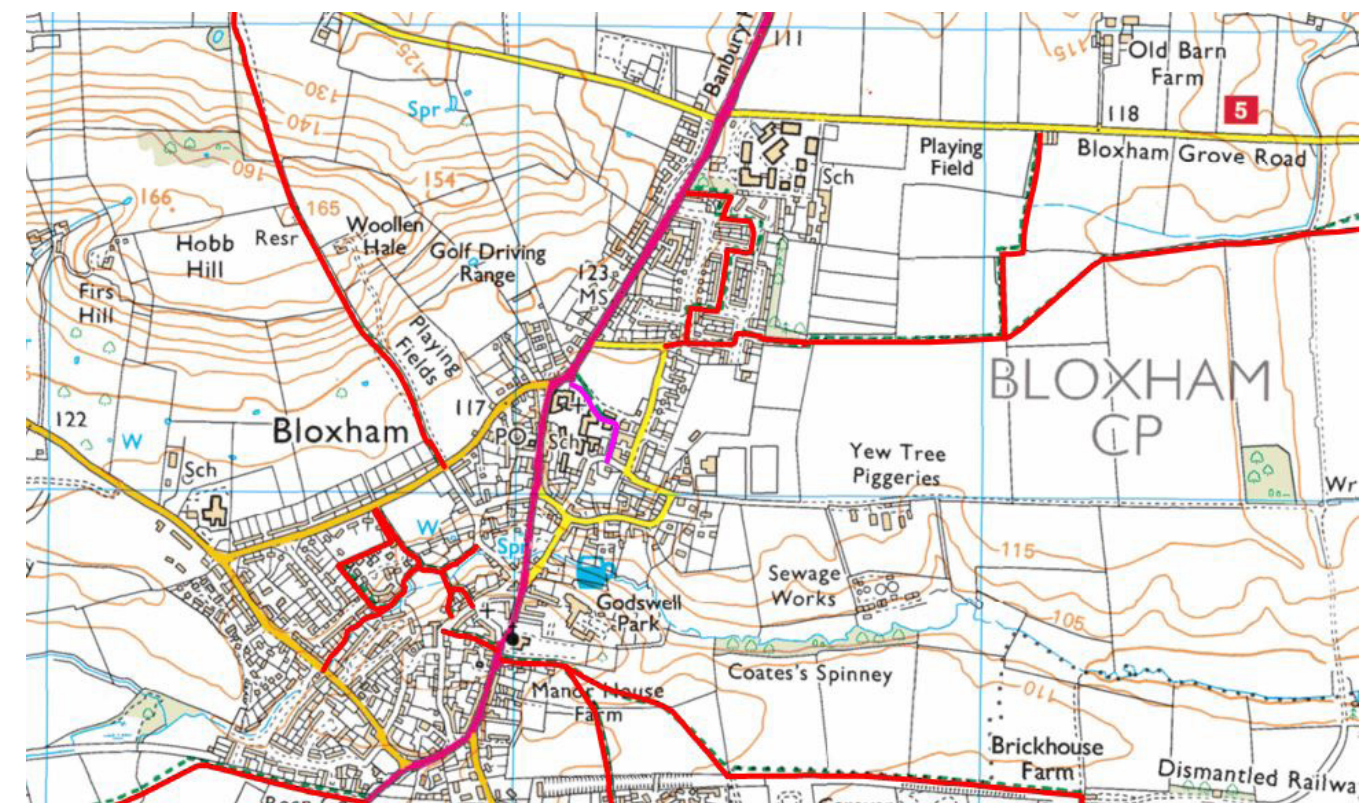 111
Banbury
115
Old Barn
Farm
125
130
Spr
118
5
140
Playing
Field
Bloxham Grove Road
160
Sch
154
166
165
Woollen
Hale
Hobb
Hill
Resr
Golf Driving
Range
123
MS
Firs
Hill
Playing
Fields
BLOXHAM
CP
117
122
Bloxham
PO
Sch
W
Sch
Yew Tree
Piggeries
Wr
W
Spr
115
Sewage
Works
Godswell
Park
105
Coates's Spinney
110
Manor House
Farm
Brickhouse
Farm
Dismantled Railwa